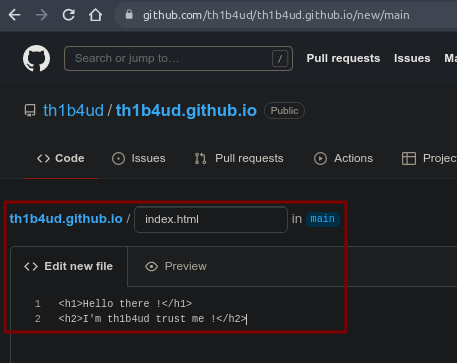 github.com/th1b4ud/th1b4ud.github.io/new/main
Search or jump to… /
Pull requests Issues Ma
th1b4ud / th1b4ud.github.io Public
Code Issues Pull requests Actions Projec
th1b4ud.github.io / index.html in main
Edit new file Preview
1 <h1>Hello there !</h1>
2 <h2>I'm th1b4ud trust me !</h2>